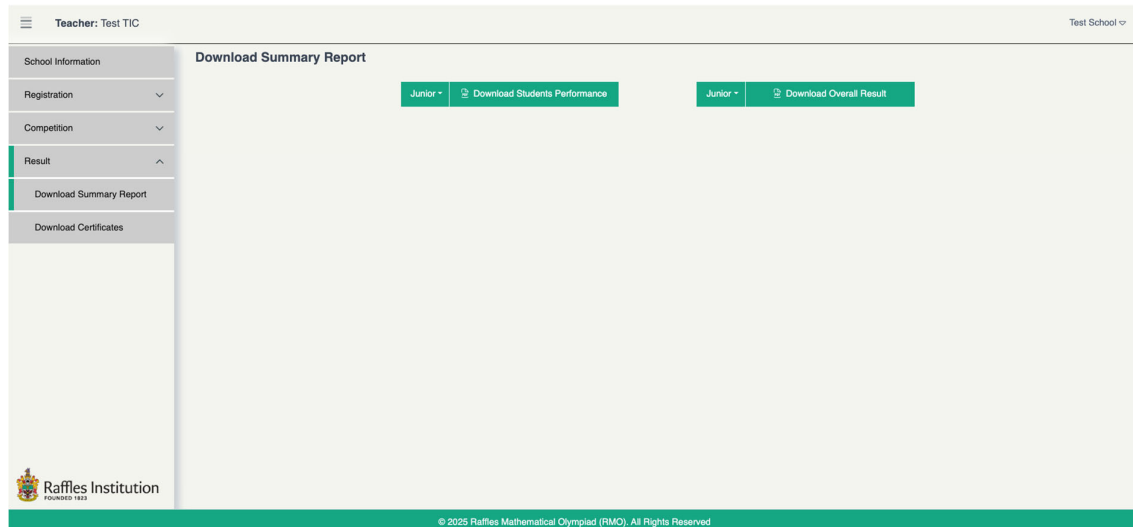 Teacher: Test TIC
Test School
School Information
Registration
Competition
Result
Download Summary Report
Download Certificates
Download Summary Report
Junior
Download Students Performance
Junior
Download Overall Result
Raffles Institution
FOUNDED 1823
© 2025 Raffles Mathematical Olympiad (RMO). All Rights Reserved